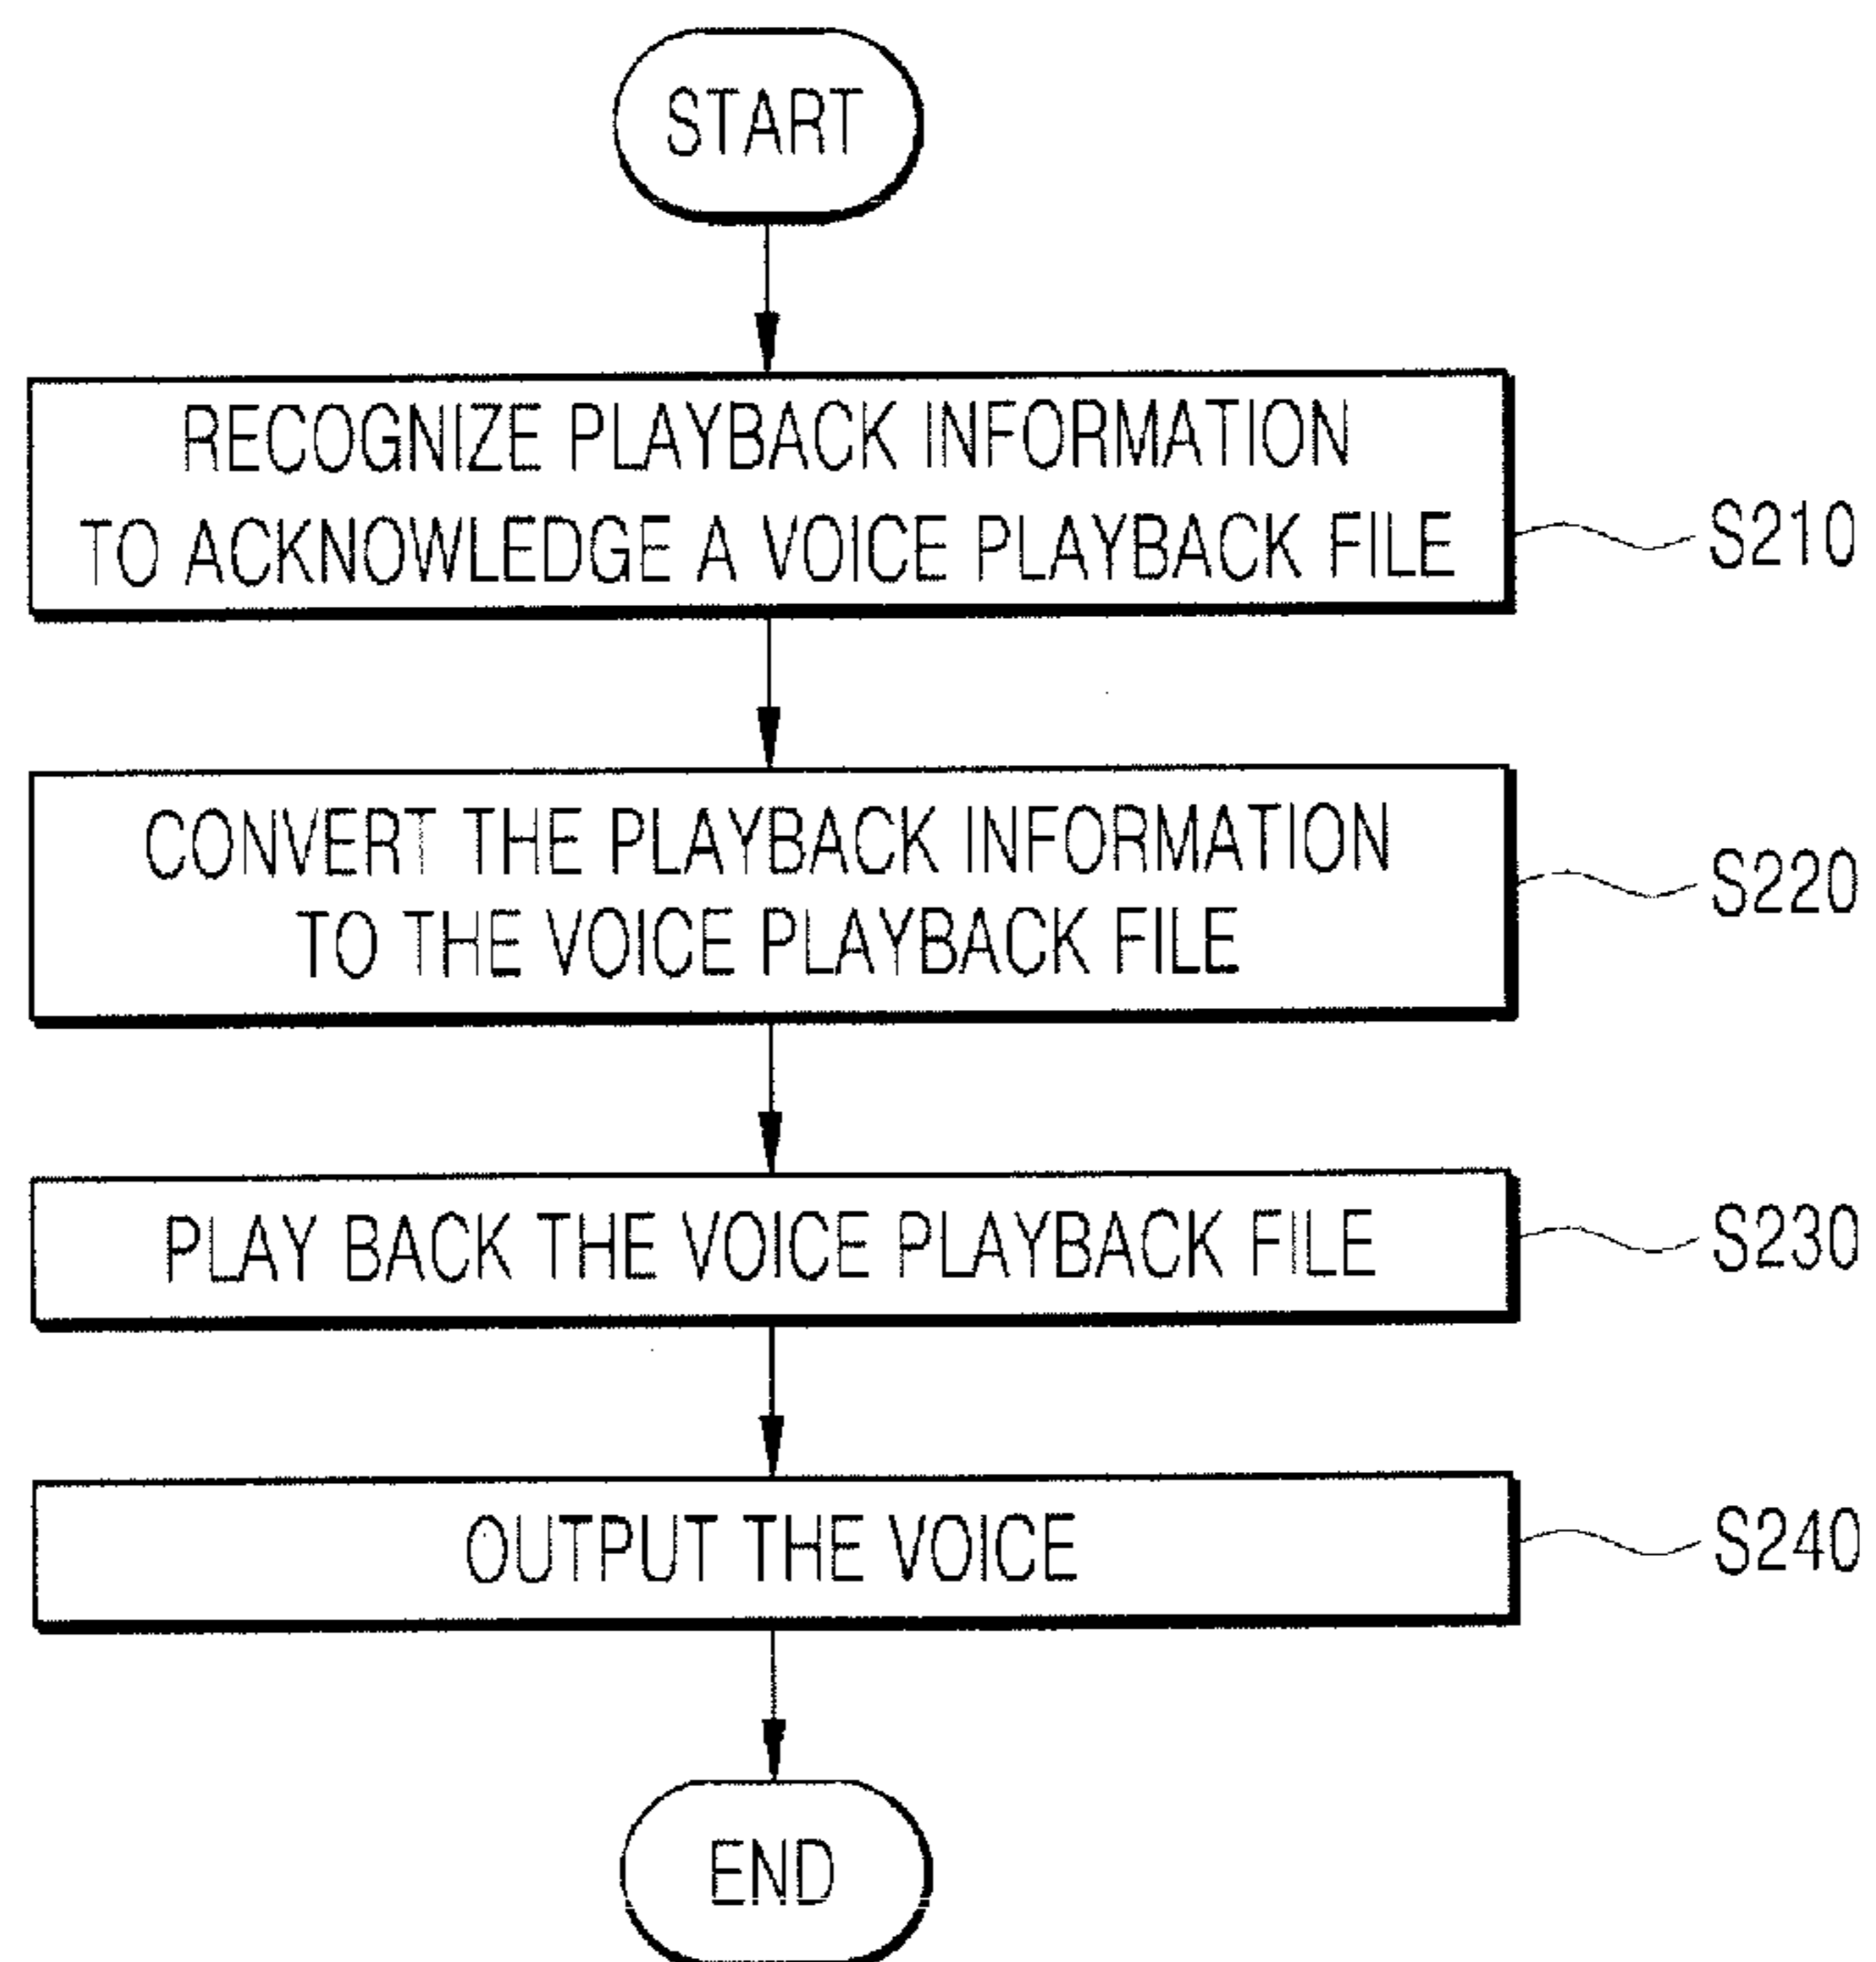 START
RECOGNIZE PLAYBACK INFORMATION
TO ACKNOWLEDGE A VOICE PLAYBACK FILE
S210
CONVERT THE PLAYBACK INFORMATION
TO THE VOICE PLAYBACK FILE
S220
PLAY BACK THE VOICE PLAYBACK FILE
S230
OUTPUT THE VOICE
S240
END